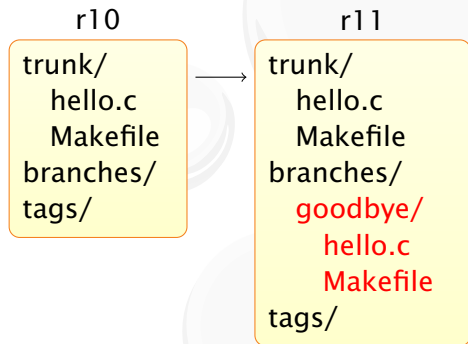 r10
trunk/
hello.c
Makefile
branches/
tags/
r11
trunk/
hello.c
Makefile
branches/
goodbye/
hello.c
Makefile
tags/